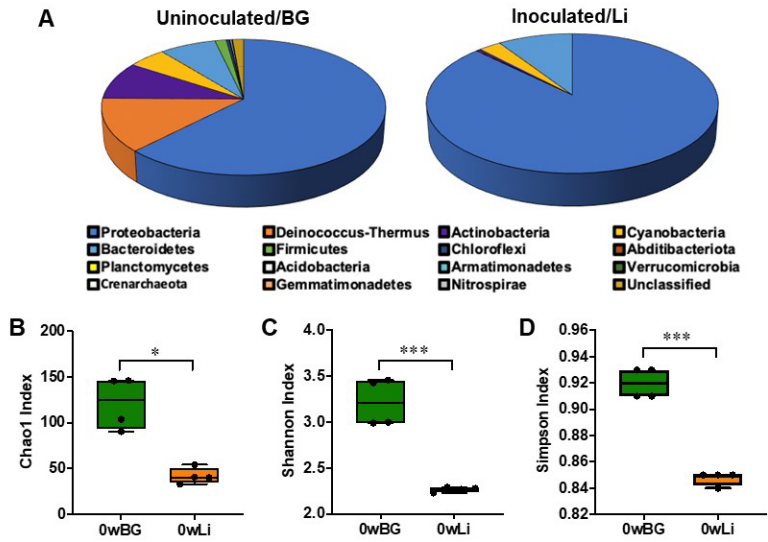 A Uninoculated/BG Inoculated/Li
Proteobacteria Deinococcus-Thermus Actinobacteria Cyanobacteria
Bacteroidetes Firmicutes Chloroflexi Abditibacteriota
Planctomycetes Acidobacteria Armatimonadetes Verrucomicrobia
Crenarchaeota Gemmatimonadetes Nitrospirae Unclassified
B
Chao1 Index
200
150
100
50
0
*
0wBG 0wLi
C
Shannon Index
4.0
3.5
3.0
2.5
2.0
***
0wBG 0wLi
D
Simpson Index
0.96
0.94
0.92
0.90
0.88
0.86
0.84
0.82
***
0wBG 0wLi